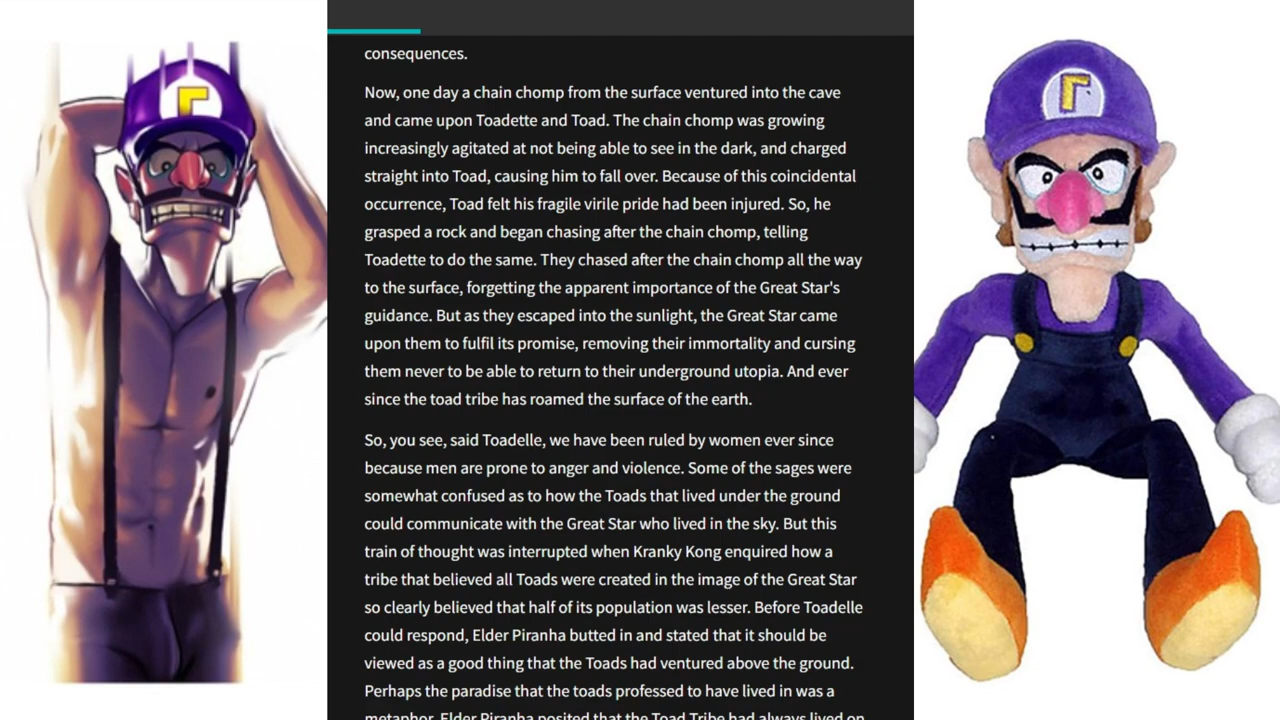 consequences.
Now, one day a chain chomp from the surface ventured into the cave
and came upon Toadette and Toad. The chain chomp was growing
increasingly agitated at not being able to see in the dark, and charged
straight into Toad, causing him to fall over. Because of this coincidental
occurrence, Toad felt his fragile virile pride had been injured. So, he
grasped a rock and began chasing after the chain chomp, telling
Toadette to do the same. They chased after the chain chomp all the way
to the surface, forgetting the apparent importance of the Great Star's
guidance. But as they escaped into the sunlight, the Great Star came
upon them to fulfil its promise, removing their immortality and cursing
them never to be able to return to their underground utopia. And ever
since the toad tribe has roamed the surface of the earth.
So, you see, said Toadelle, we have been ruled by women ever since
because men are prone to anger and violence. Some of the sages were
somewhat confused as to how the Toads that lived under the ground
could communicate with the Great Star who lived in the sky. But this
train of thought was interrupted when Kranky Kong enquired how a
tribe that believed all Toads were created in the image of the Great Star
so clearly believed that half of its population was lesser. Before Toadelle
could respond, Elder Piranha butted in and stated that it should be
viewed as a good thing that the Toads had ventured above the ground.
Perhaps the paradise that the toads professed to have lived in was a
metaphor. Elder Piranha posited that the Toad Tribe had always lived on